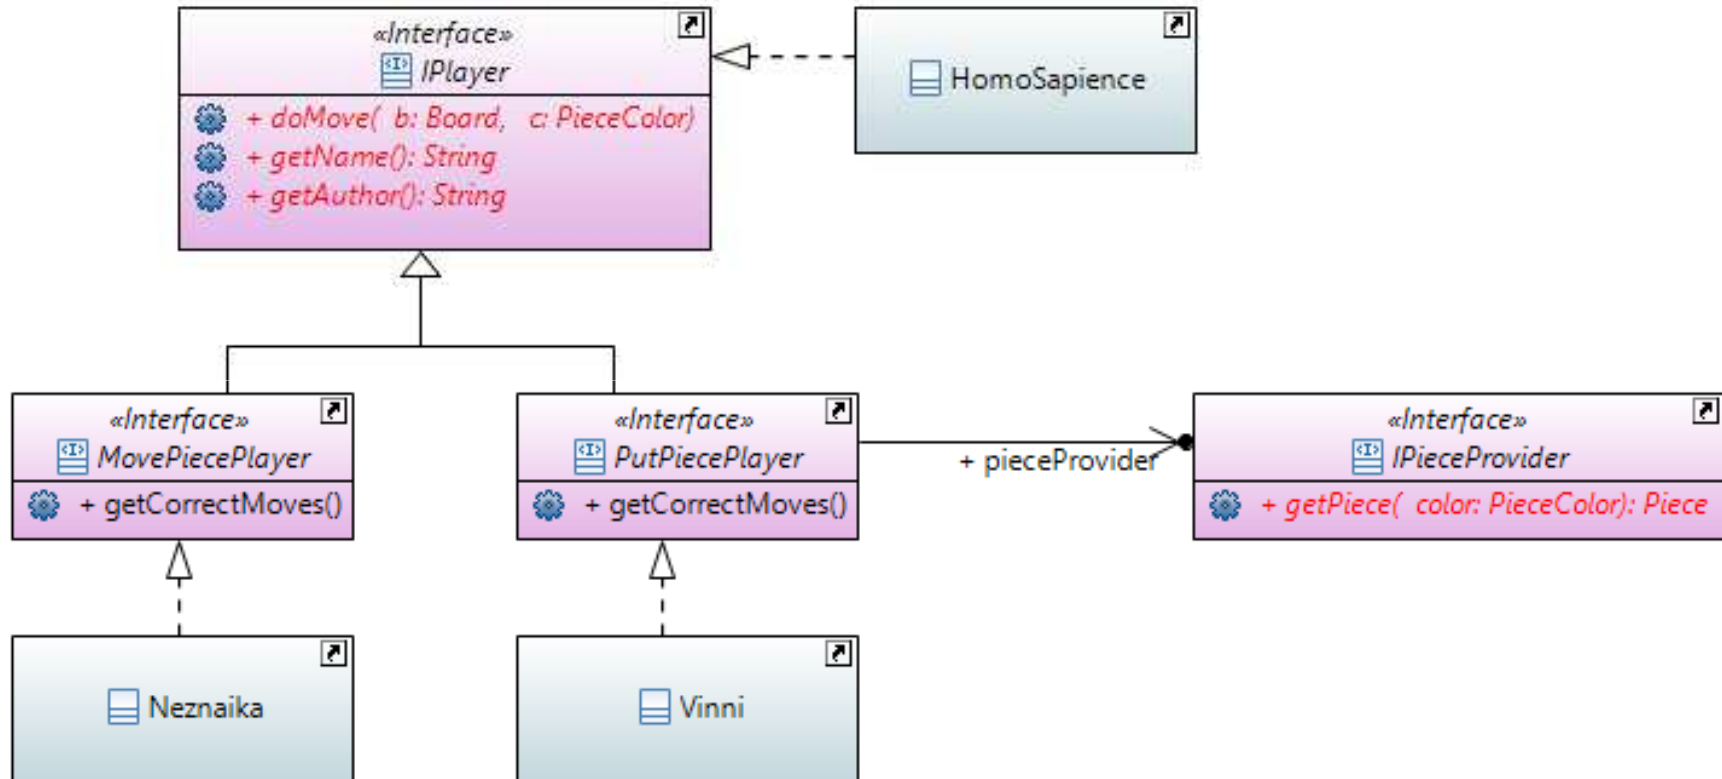 «Interface»
IPlayer
+ doMove( b: Board, c: PieceColor)
+ getName(): String
+ getAuthor(): String
HomoSapience
«Interface»
MovePiecePlayer
+ getCorrectMoves()
«Interface»
PutPiecePlayer
+ getCorrectMoves()
+ pieceProvider
«Interface»
IPieceProvider
+ getPiece( color: PieceColor): Piece
Neznaika
Vinni